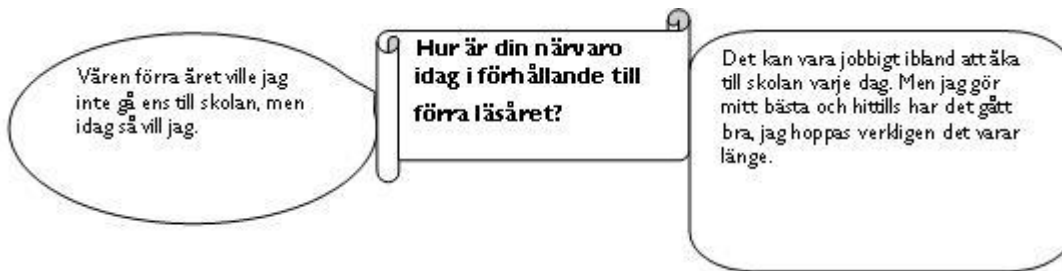 Våren förra året ville jag
inte gå ens till skolan, men
idag så vill jag.
Hur är din närvaro
idag i förhållande till
förra läsåret?
Det kan vara jobbigt ibland att åka
till skolan varje dag. Men jag gör
mitt bästa och hittills har det gått
bra, jag hoppas verkligen det varar
länge.